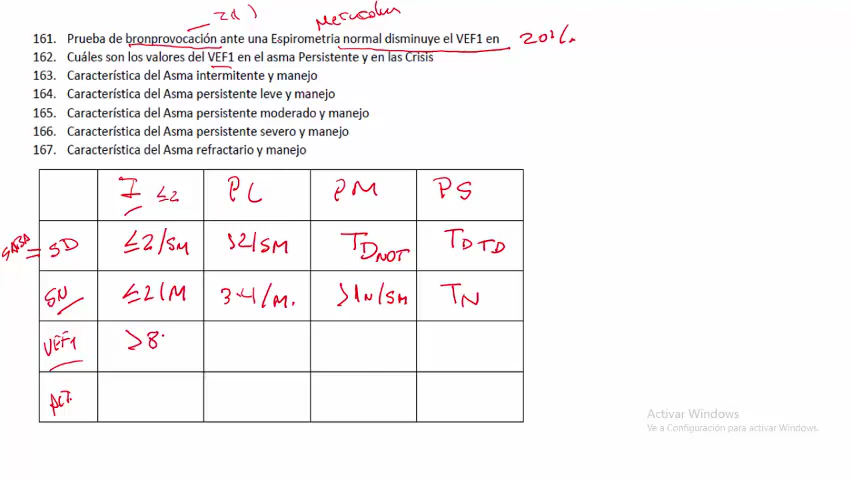 Metacolina
161. Prueba de bronprovocación ante una Espirometria normal disminuye el VEF1 en 20%.
162. Cuáles son los valores del VEF1 en el asma Persistente y en las Crisis
163. Característica del Asma intermitente y manejo
164. Característica del Asma persistente leve y manejo
165. Característica del Asma persistente moderado y manejo
166. Característica del Asma persistente severo y manejo
167. Característica del Asma refractario y manejo
I ≤2 PL PM PS
SABA = SD ≤2/SM >2/SM TD NOT TD TD
SN ≤2/M 3-4/M. >1N/SM TN
VEF1 >8
Act.
Activar Windows
Ve a Configuración para activar Windows.